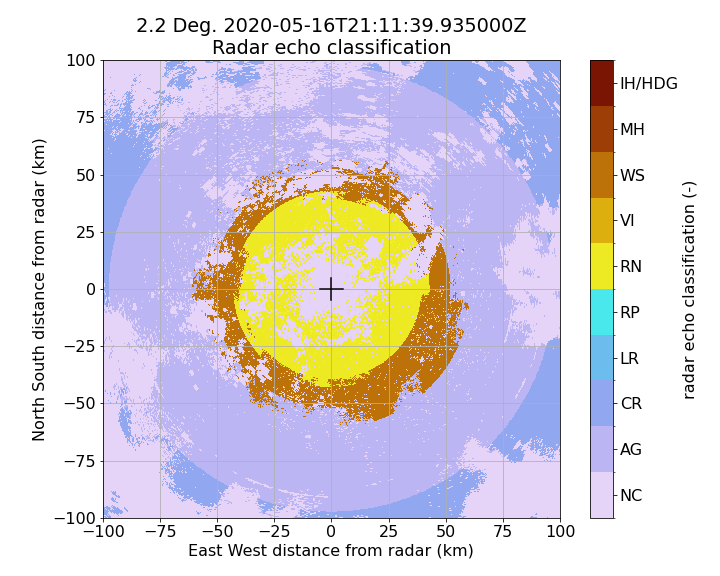 2.2 Deg. 2020-05-16T21:11:39.935000Z
Radar echo classification
100
75
50
25
0
−25
−50
−75
−100
−100 −75 −50 −25 0 25 50 75 100
North South distance from radar (km)
East West distance from radar (km)
IH/HDG
MH
WS
VI
RN
RP
LR
CR
AG
NC
radar echo classification (-)